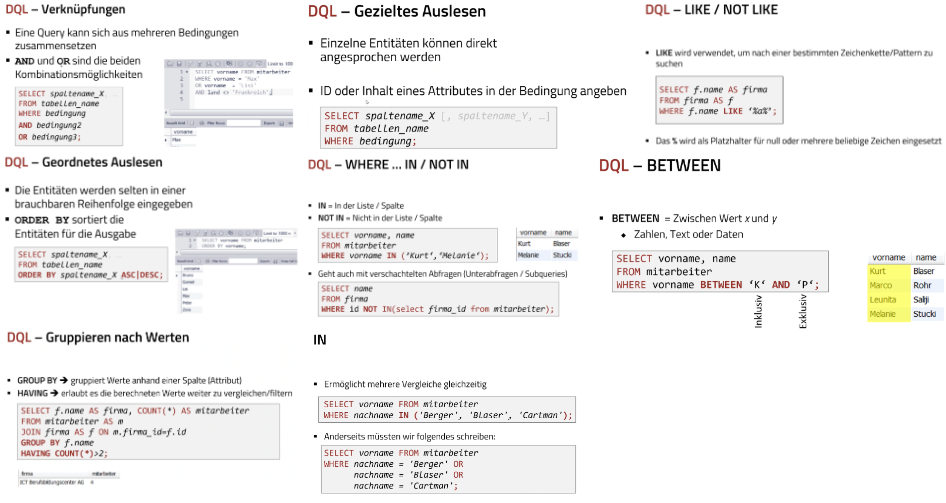 DQL – Verknüpfungen
▪ Eine Query kann sich aus mehreren Bedingungen
zusammensetzen
▪ AND und OR sind die beiden
Kombinationsmöglichkeiten
SELECT spaltenname_X
FROM tabellen_name
WHERE bedingung
AND bedingung2
OR bedingung3;
SELECT vorname FROM mitarbeiter
WHERE vorname = 'Max'
OR vorname
AND land <> 'Frankreich';
vorname
Max
DQL – Gezieltes Auslesen
▪ Einzelne Entitäten können direkt
angesprochen werden
▪ ID oder Inhalt eines Attributes in der Bedingung angeben
SELECT spaltenname_X [, spaltenname_Y, …]
FROM tabellen_name
WHERE bedingung;
DQL – LIKE / NOT LIKE
▪ LIKE wird verwendet, um nach einer bestimmten Zeichenkette/Pattern zu
suchen
SELECT f.name AS firma
FROM firma AS f
WHERE f.name LIKE '%a%';
▪ Das % wird als Platzhalter für null oder mehrere beliebige Zeichen eingesetzt
DQL – Geordnetes Auslesen
▪ Die Entitäten werden selten in einer
brauchbaren Reihenfolge eingegeben
▪ ORDER BY sortiert die
Entitäten für die Ausgabe
SELECT spaltenname_X
FROM tabellen_name
ORDER BY spaltenname_X ASC|DESC;
SELECT vorname FROM mitarbeiter
ORDER BY vorname;
vorname
DQL – WHERE ... IN / NOT IN
▪ IN = In der Liste / Spalte
▪ NOT IN = Nicht in der Liste / Spalte
SELECT vorname, name
FROM mitarbeiter
WHERE vorname IN ('Kurt','Melanie');
vorname name
Kurt Blaser
Melanie Stucki
▪ Geht auch mit verschachtelten Abfragen (Unterabfragen / Subqueries)
SELECT name
FROM firma
WHERE id NOT IN(select firma_id from mitarbeiter);
DQL – BETWEEN
▪ BETWEEN = Zwischen Wert x und y
◆ Zahlen, Text oder Daten
SELECT vorname, name
FROM mitarbeiter
WHERE vorname BETWEEN 'K' AND 'P';
Inklusiv
Exklusiv
vorname name
Kurt Blaser
Marco Rohr
Leunita Saliji
Melanie Stucki
DQL – Gruppieren nach Werten
▪ GROUP BY ➔ gruppiert Werte anhand einer Spalte (Attribut)
▪ HAVING ➔ erlaubt es die berechneten Werte weiter zu vergleichen/filtern
SELECT f.name AS firma, COUNT(*) AS mitarbeiter
FROM mitarbeiter AS m
JOIN firma AS f ON m.firma_id=f.id
GROUP BY f.name
HAVING COUNT(*)>2;
firma mitarbeiter
ICT Berufsbildungscenter AG 4
IN
▪ Ermöglicht mehrere Vergleiche gleichzeitig
SELECT vorname FROM mitarbeiter
WHERE nachname IN ('Berger', 'Blaser', 'Cartman');
▪ Anderseits müssten wir folgendes schreiben:
SELECT vorname FROM mitarbeiter
WHERE nachname = 'Berger' OR
nachname = 'Blaser' OR
nachname = 'Cartman';